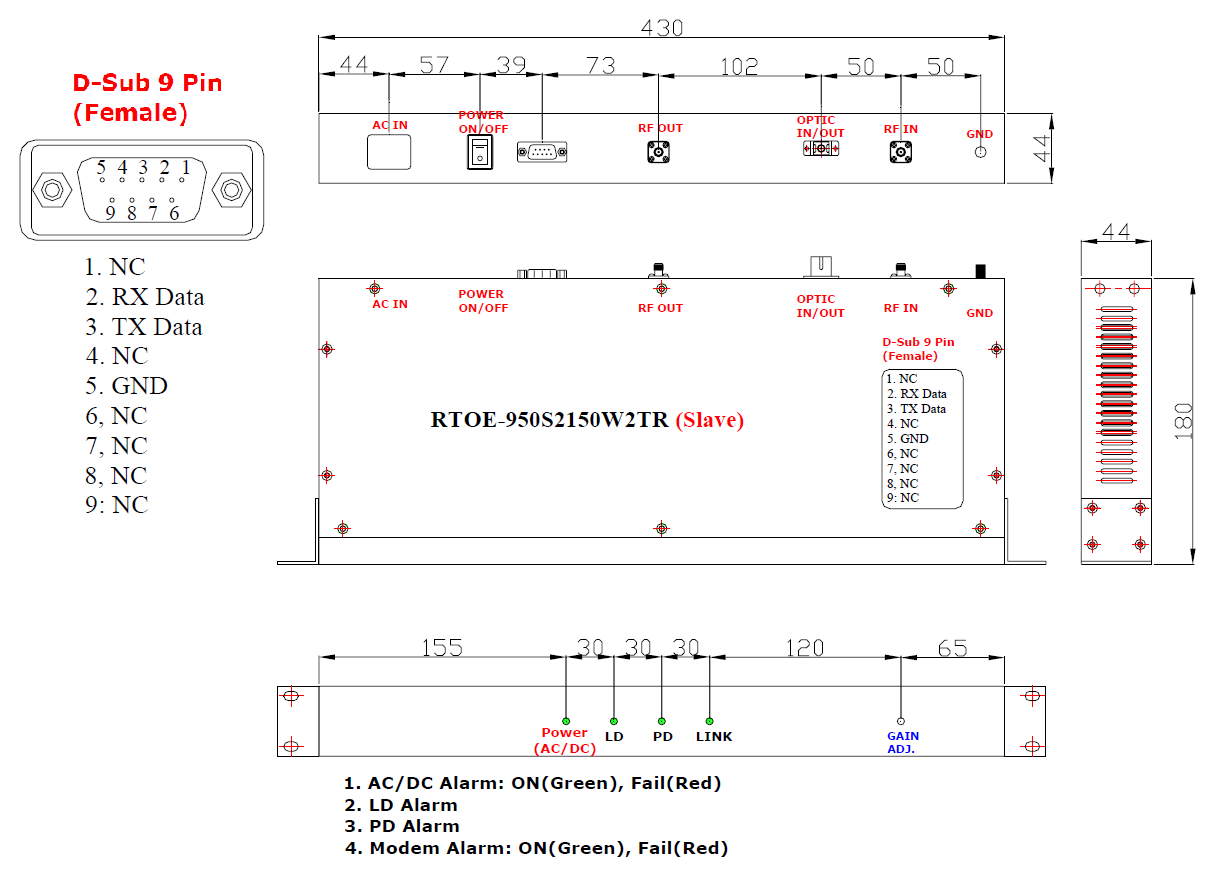 D-Sub 9 Pin
(Female)
5 4 3 2 1
9 8 7 6
1. NC
2. RX Data
3. TX Data
4. NC
5. GND
6, NC
7, NC
8, NC
9: NC
430
44 57 39 73 102 50 50
AC IN
POWER
ON/OFF
RF OUT
OPTIC
IN/OUT
RF IN
GND
44
44
AC IN
POWER
ON/OFF
RF OUT
OPTIC
IN/OUT
RF IN
GND
D-Sub 9 Pin
(Female)
1. NC
2. RX Data
3. TX Data
4. NC
5. GND
6, NC
7, NC
8, NC
9: NC
RTOE-950S2150W2TR (Slave)
180
155 30 30 30 120 65
Power
(AC/DC)
LD
PD
LINK
GAIN
ADJ.
1. AC/DC Alarm: ON(Green), Fail(Red)
2. LD Alarm
3. PD Alarm
4. Modem Alarm: ON(Green), Fail(Red)